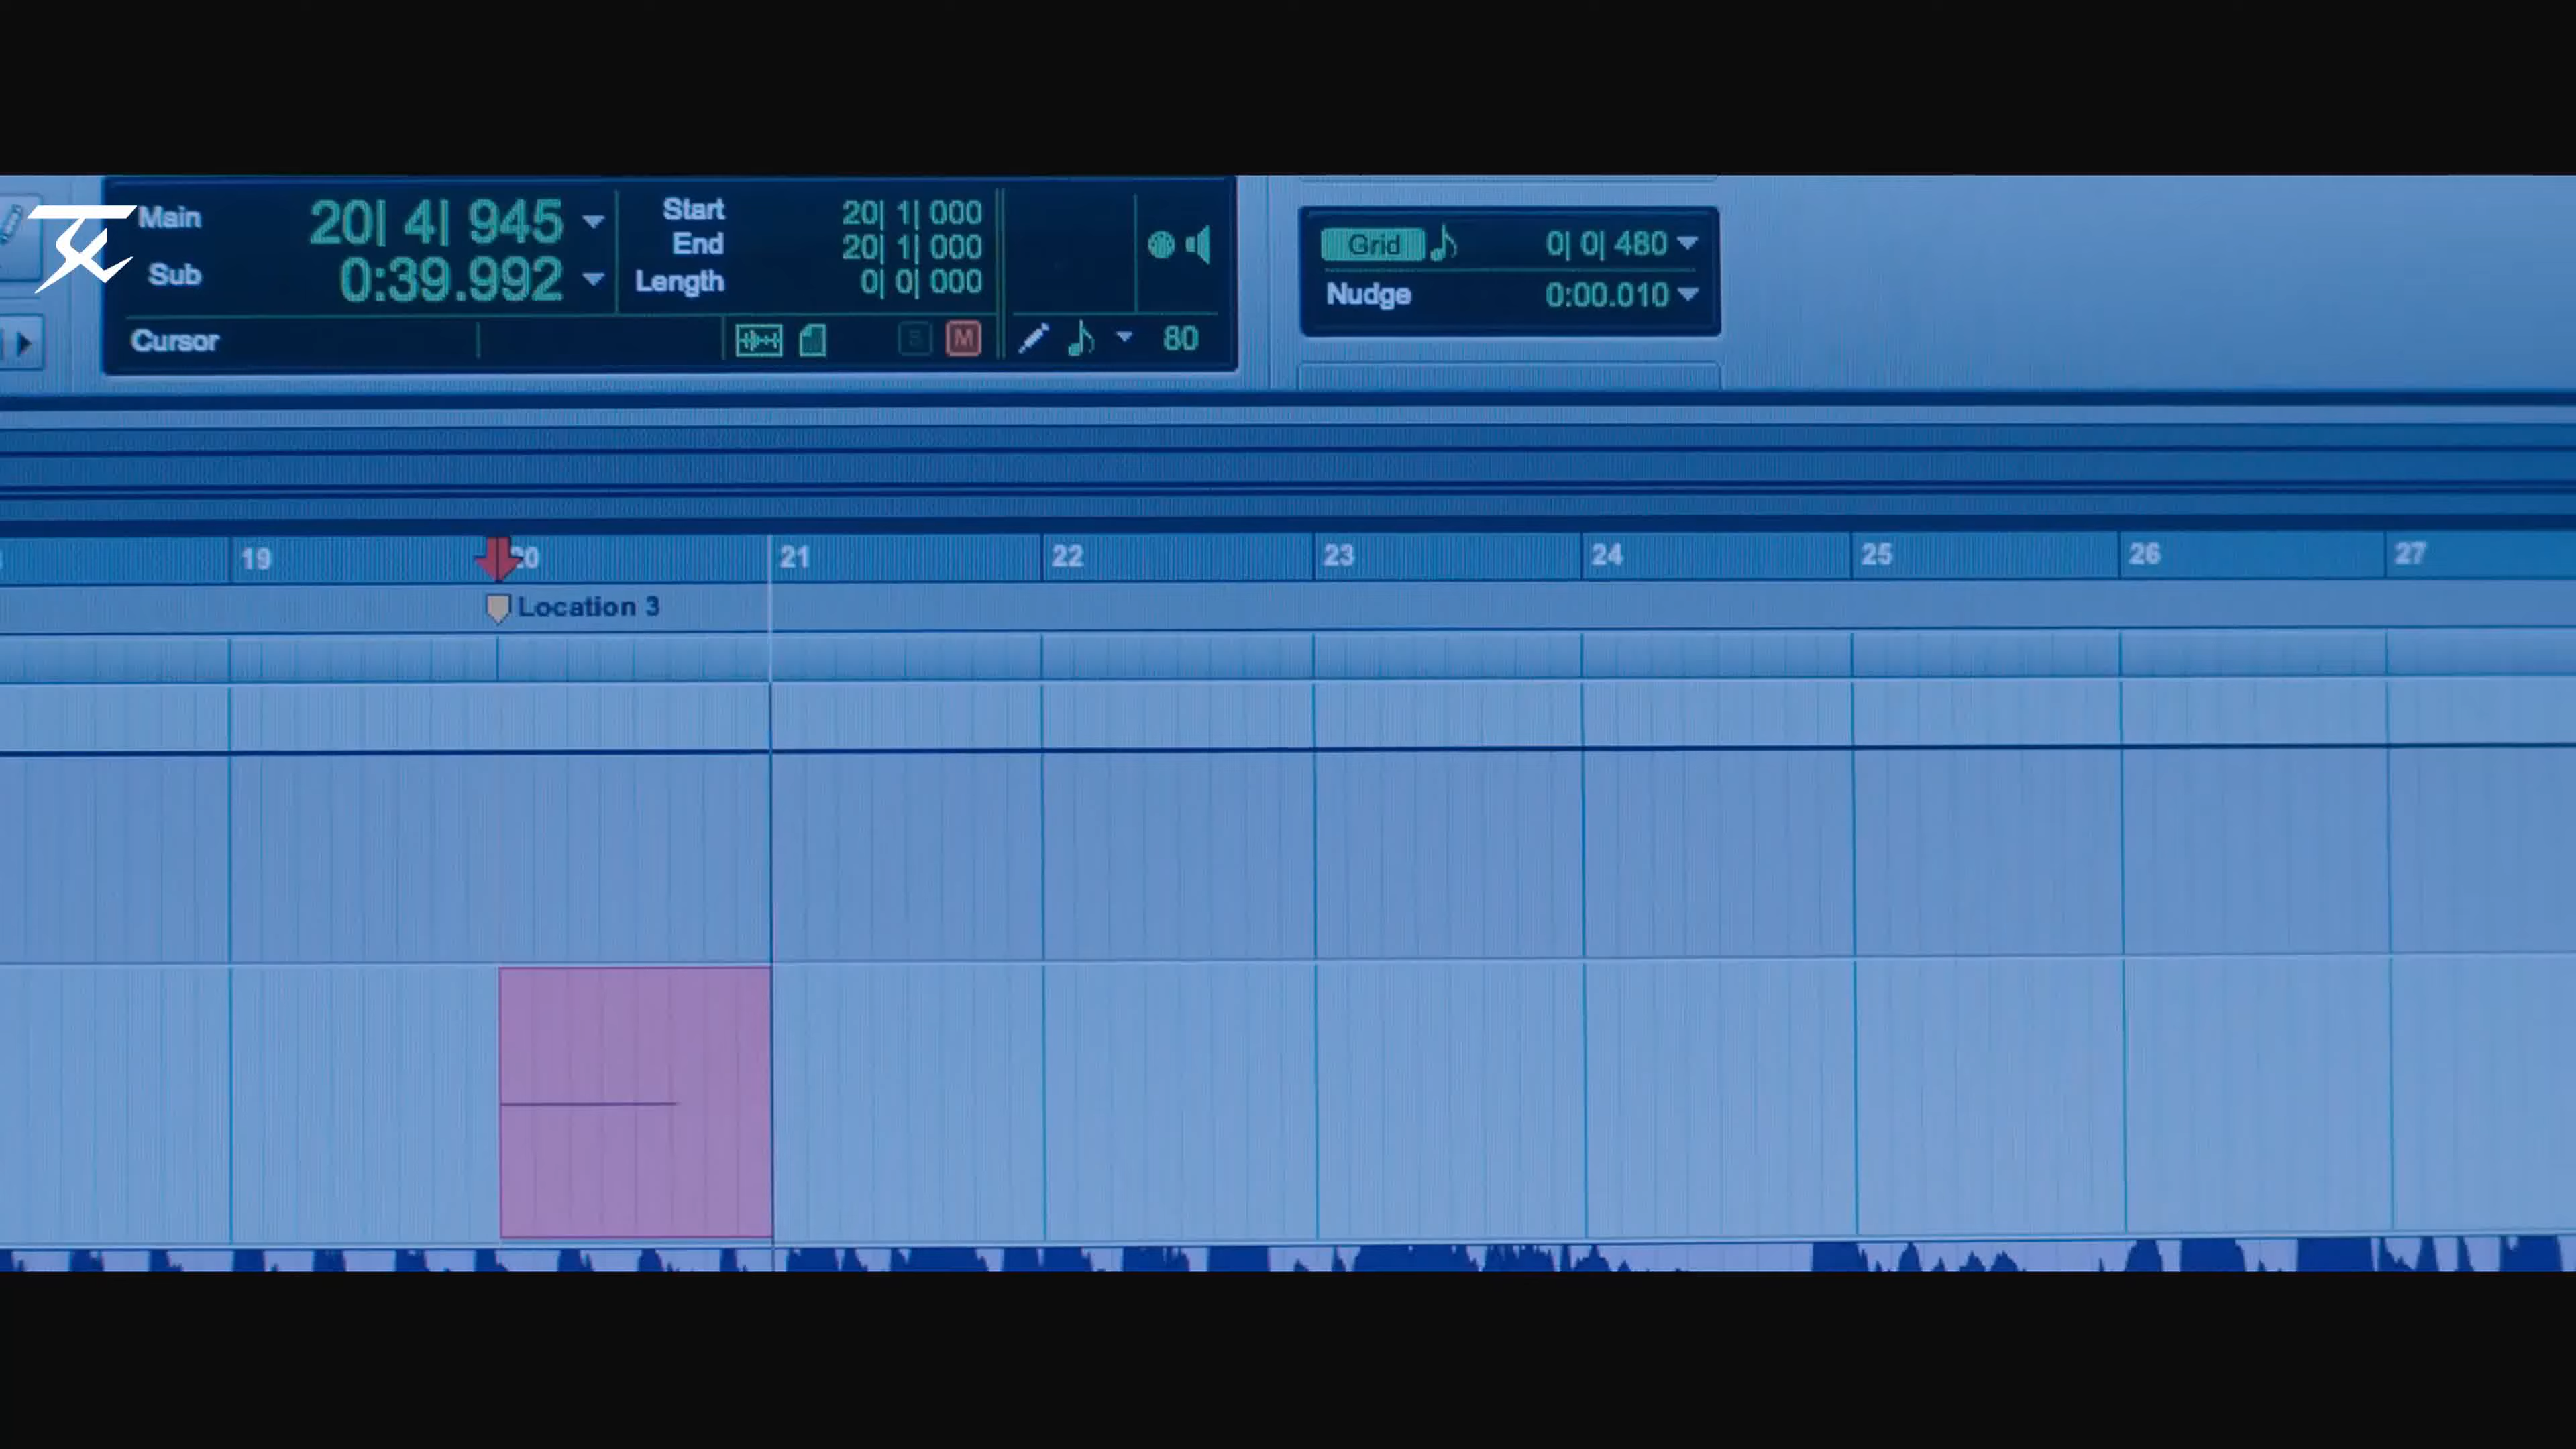 Main 20| 4| 945
Sub 0:39.992
Cursor
Start 20| 1| 000
End 20| 1| 000
Length 0| 0| 000
M
80
Grid 0| 0| 480
Nudge 0:00.010
19 20 21 22 23 24 25 26 27
Location 3